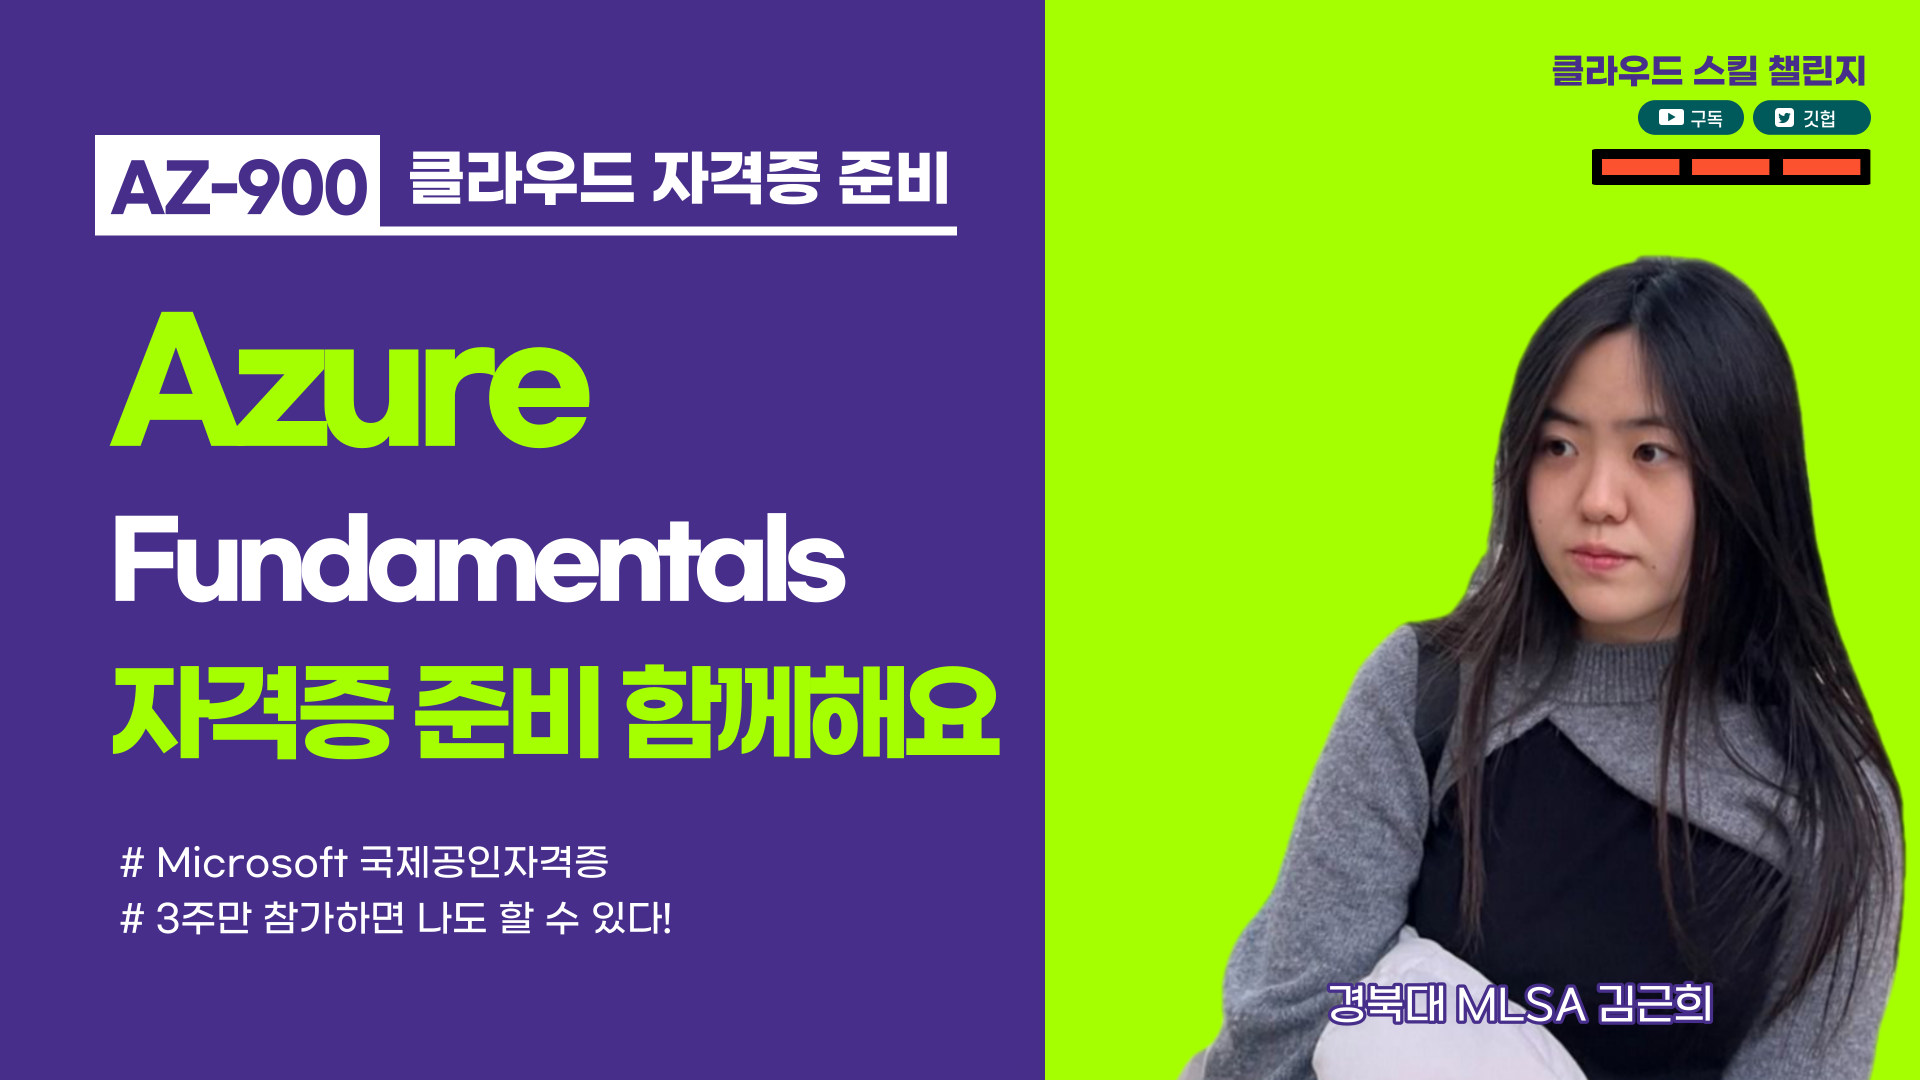 AZ-900 클라우드 자격증 준비
Azure
Fundamentals
자격증 준비 함께해요
# Microsoft 국제공인자격증
# 3주만 참가하면 나도 할 수 있다!
클라우드 스킬 챌린지
구독 깃헙
경북대 MLSA 김근희